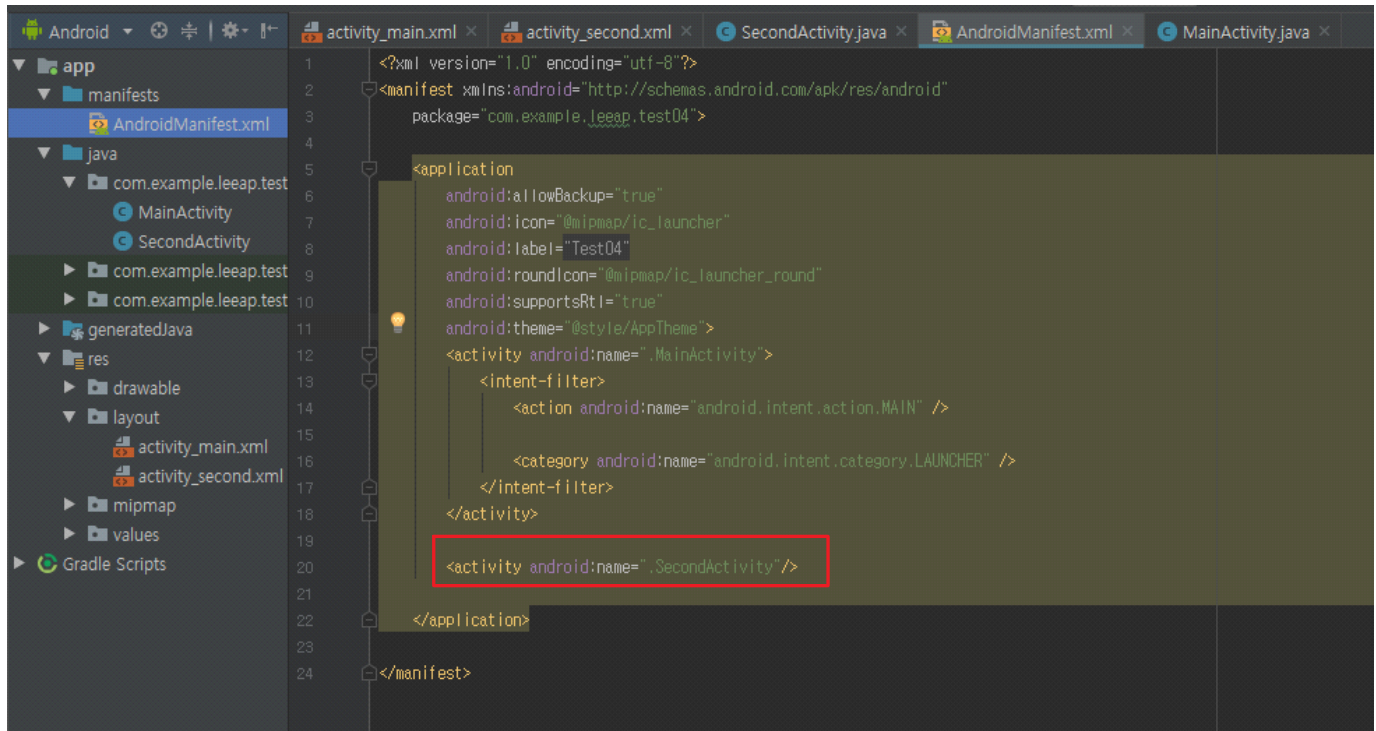 Android
activity_main.xml
activity_second.xml
SecondActivity.java
AndroidManifest.xml
MainActivity.java
app
manifests
AndroidManifest.xml
java
com.example.leeap.test
MainActivity
SecondActivity
com.example.leeap.test
com.example.leeap.test
generatedJava
res
drawable
layout
activity_main.xml
activity_second.xml
mipmap
values
Gradle Scripts
1 <?xml version="1.0" encoding="utf-8"?>
2 <manifest xmlns:android="http://schemas.android.com/apk/res/android"
3 package="com.example.leeap.test04">
4
5 <application
6 android:allowBackup="true"
7 android:icon="@mipmap/ic_launcher"
8 android:label="Test04"
9 android:roundIcon="@mipmap/ic_launcher_round"
10 android:supportsRtl="true"
11 android:theme="@style/AppTheme">
12 <activity android:name=".MainActivity">
13 <intent-filter>
14 <action android:name="android.intent.action.MAIN" />
15
16 <category android:name="android.intent.category.LAUNCHER" />
17 </intent-filter>
18 </activity>
19
20 <activity android:name=".SecondActivity"/>
21
22 </application>
23
24 </manifest>